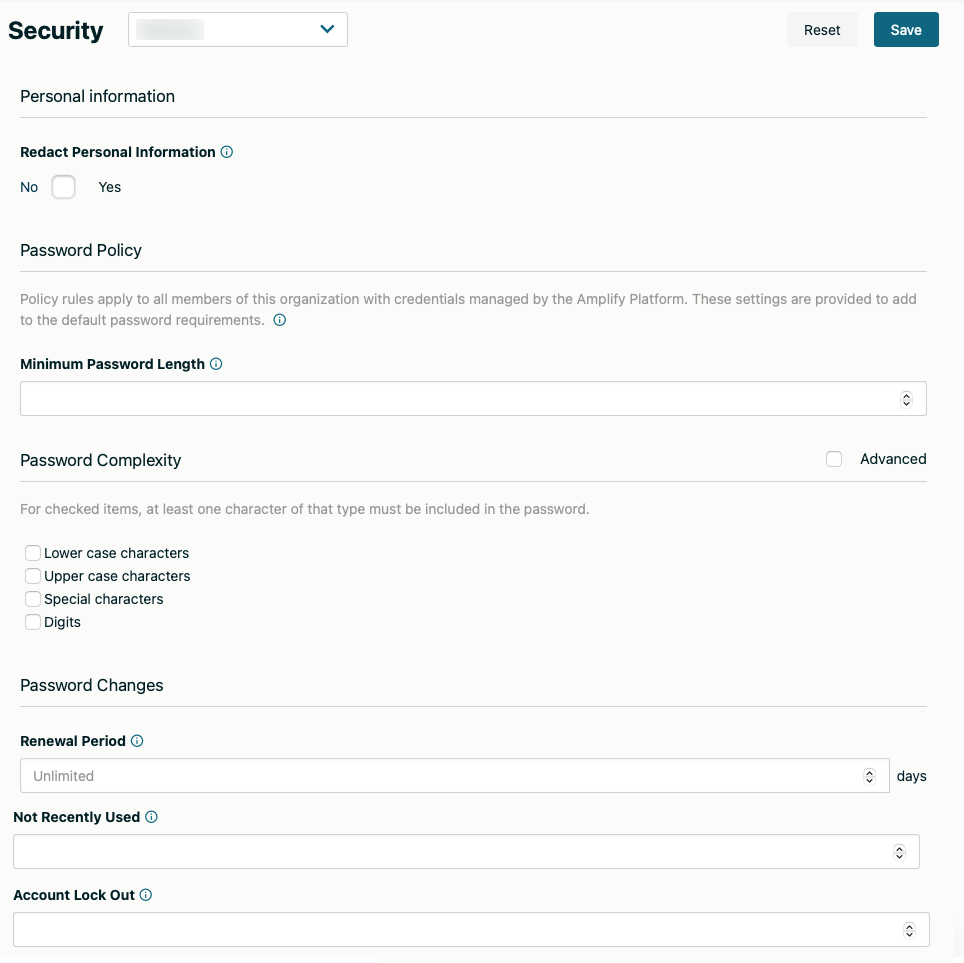 Security
Reset
Save
Personal information
Redact Personal Information
No
Yes
Password Policy
Policy rules apply to all members of this organization with credentials managed by the Amplify Platform. These settings are provided to add
to the default password requirements.
Minimum Password Length
Password Complexity
Advanced
For checked items, at least one character of that type must be included in the password.
Lower case characters
Upper case characters
Special characters
Digits
Password Changes
Renewal Period
Unlimited
days
Not Recently Used
Account Lock Out